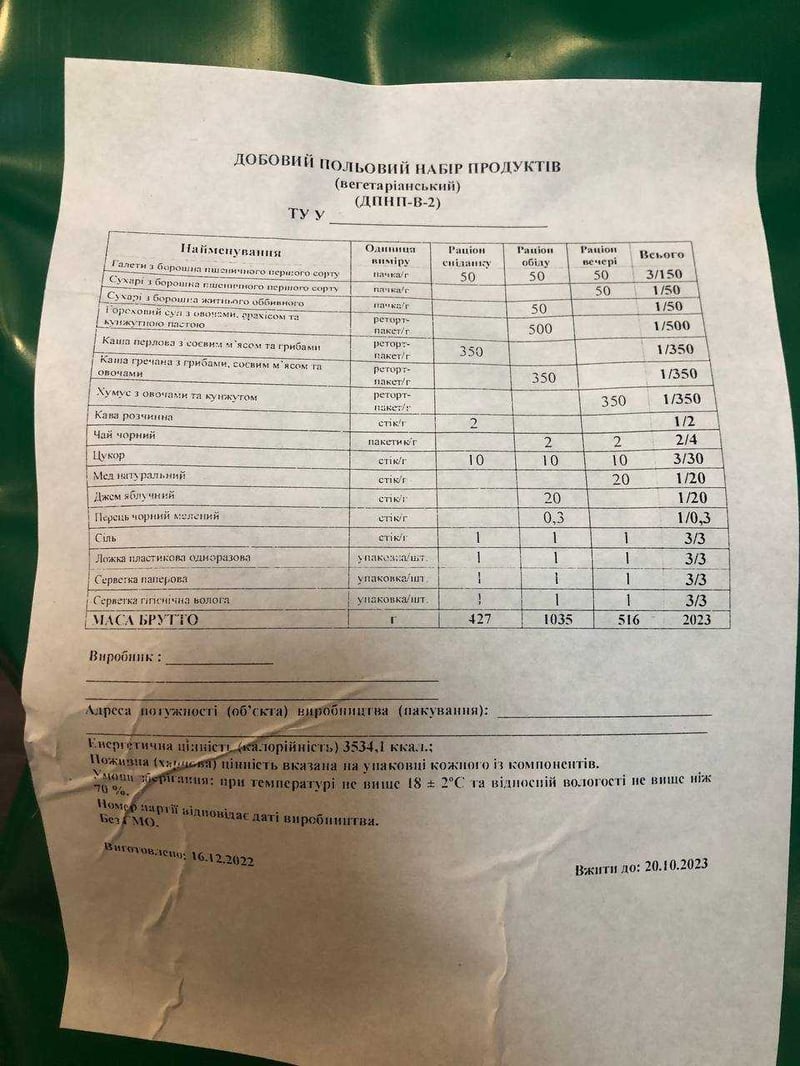 ДОБОВИЙ ПОЛЬОВИЙ НАБІР ПРОДУКТІВ
(вегетаріанський)
(ДПНП-В-2)
ТУ У
Найменування Одиниця виміру Раціон сніданку Раціон обіду Раціон вечері Всього
Галети з борошна пшеничного першого сорту пачка/г 50 50 50 3/150
Сухарі з борошна пшеничного першого сорту пачка/г 50 1/50
Сухарі з борошна житнього оббивного пачка/г 50 1/50
Гороховий суп з овочами, арахісом та кунжутною пастою реторт-пакет/г 500 1/500
Каша перлова з соєвим м`ясом та грибами реторт-пакет/г 350 1/350
Каша гречана з грибами, соєвим м`ясом та овочами реторт-пакет/г 350 1/350
Хумус з овочами та кунжутом реторт-пакет/г 350 1/350
Кава розчинна стік/г 2 1/2
Чай чорний пакетик/г 2 2 2/4
Цукор стік/г 10 10 10 3/30
Мед натуральний стік/г 20 1/20
Джем яблучний стік/г 20 1/20
Перець чорний мелений стік/г 0,3 1/0,3
Сіль стік/г 1 1 1 3/3
Ложка пластикова одноразова упаковка/шт. 1 1 1 3/3
Серветка паперова упаковка/шт. 1 1 1 3/3
Серветка гігієнічна волога упаковка/шт. 1 1 1 3/3
МАСА БРУТТО г 427 1035 516 2023
Виробник :
Адреса потужності (об’єкта) виробництва (пакування):
Енергетична цінність (калорійність) 3534,1 ккал.;
Поживна (харчова) цінність вказана на упаковці кожного із компонентів.
Умови зберігання: при температурі не вище 18 ± 2°С та відносній вологості не вище ніж
70 %.
Номер партії відповідає даті виробництва.
Без ГМО.
Виготовлено: 16.12.2022
Вжити до: 20.10.2023